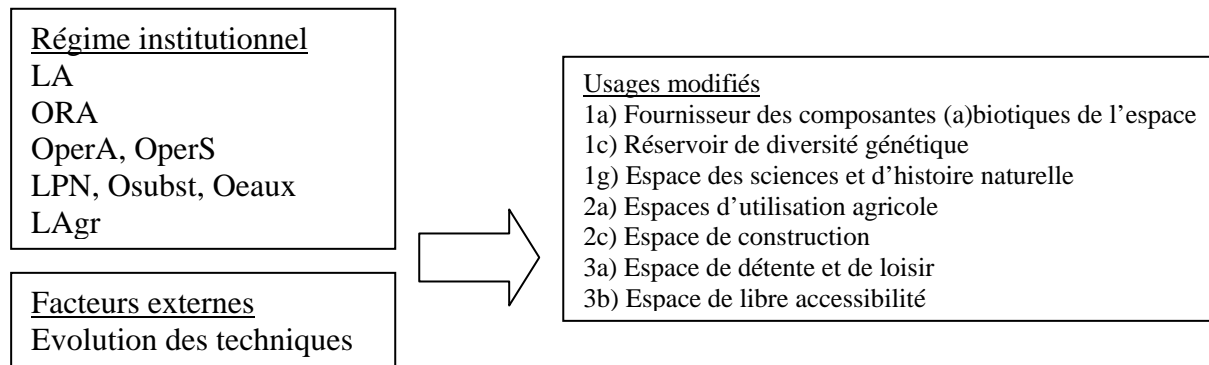 Régime institutionnel
LA
ORA
OperA, OperS
LPN, Osubst, Oeaux
LAgr
Facteurs externes
Evolution des techniques
Usages modifiés
1a) Fournisseur des composantes (a)biotiques de l’espace
1c) Réservoir de diversité génétique
1g) Espace des sciences et d’histoire naturelle
2a) Espaces d’utilisation agricole
2c) Espace de construction
3a) Espace de détente et de loisir
3b) Espace de libre accessibilité